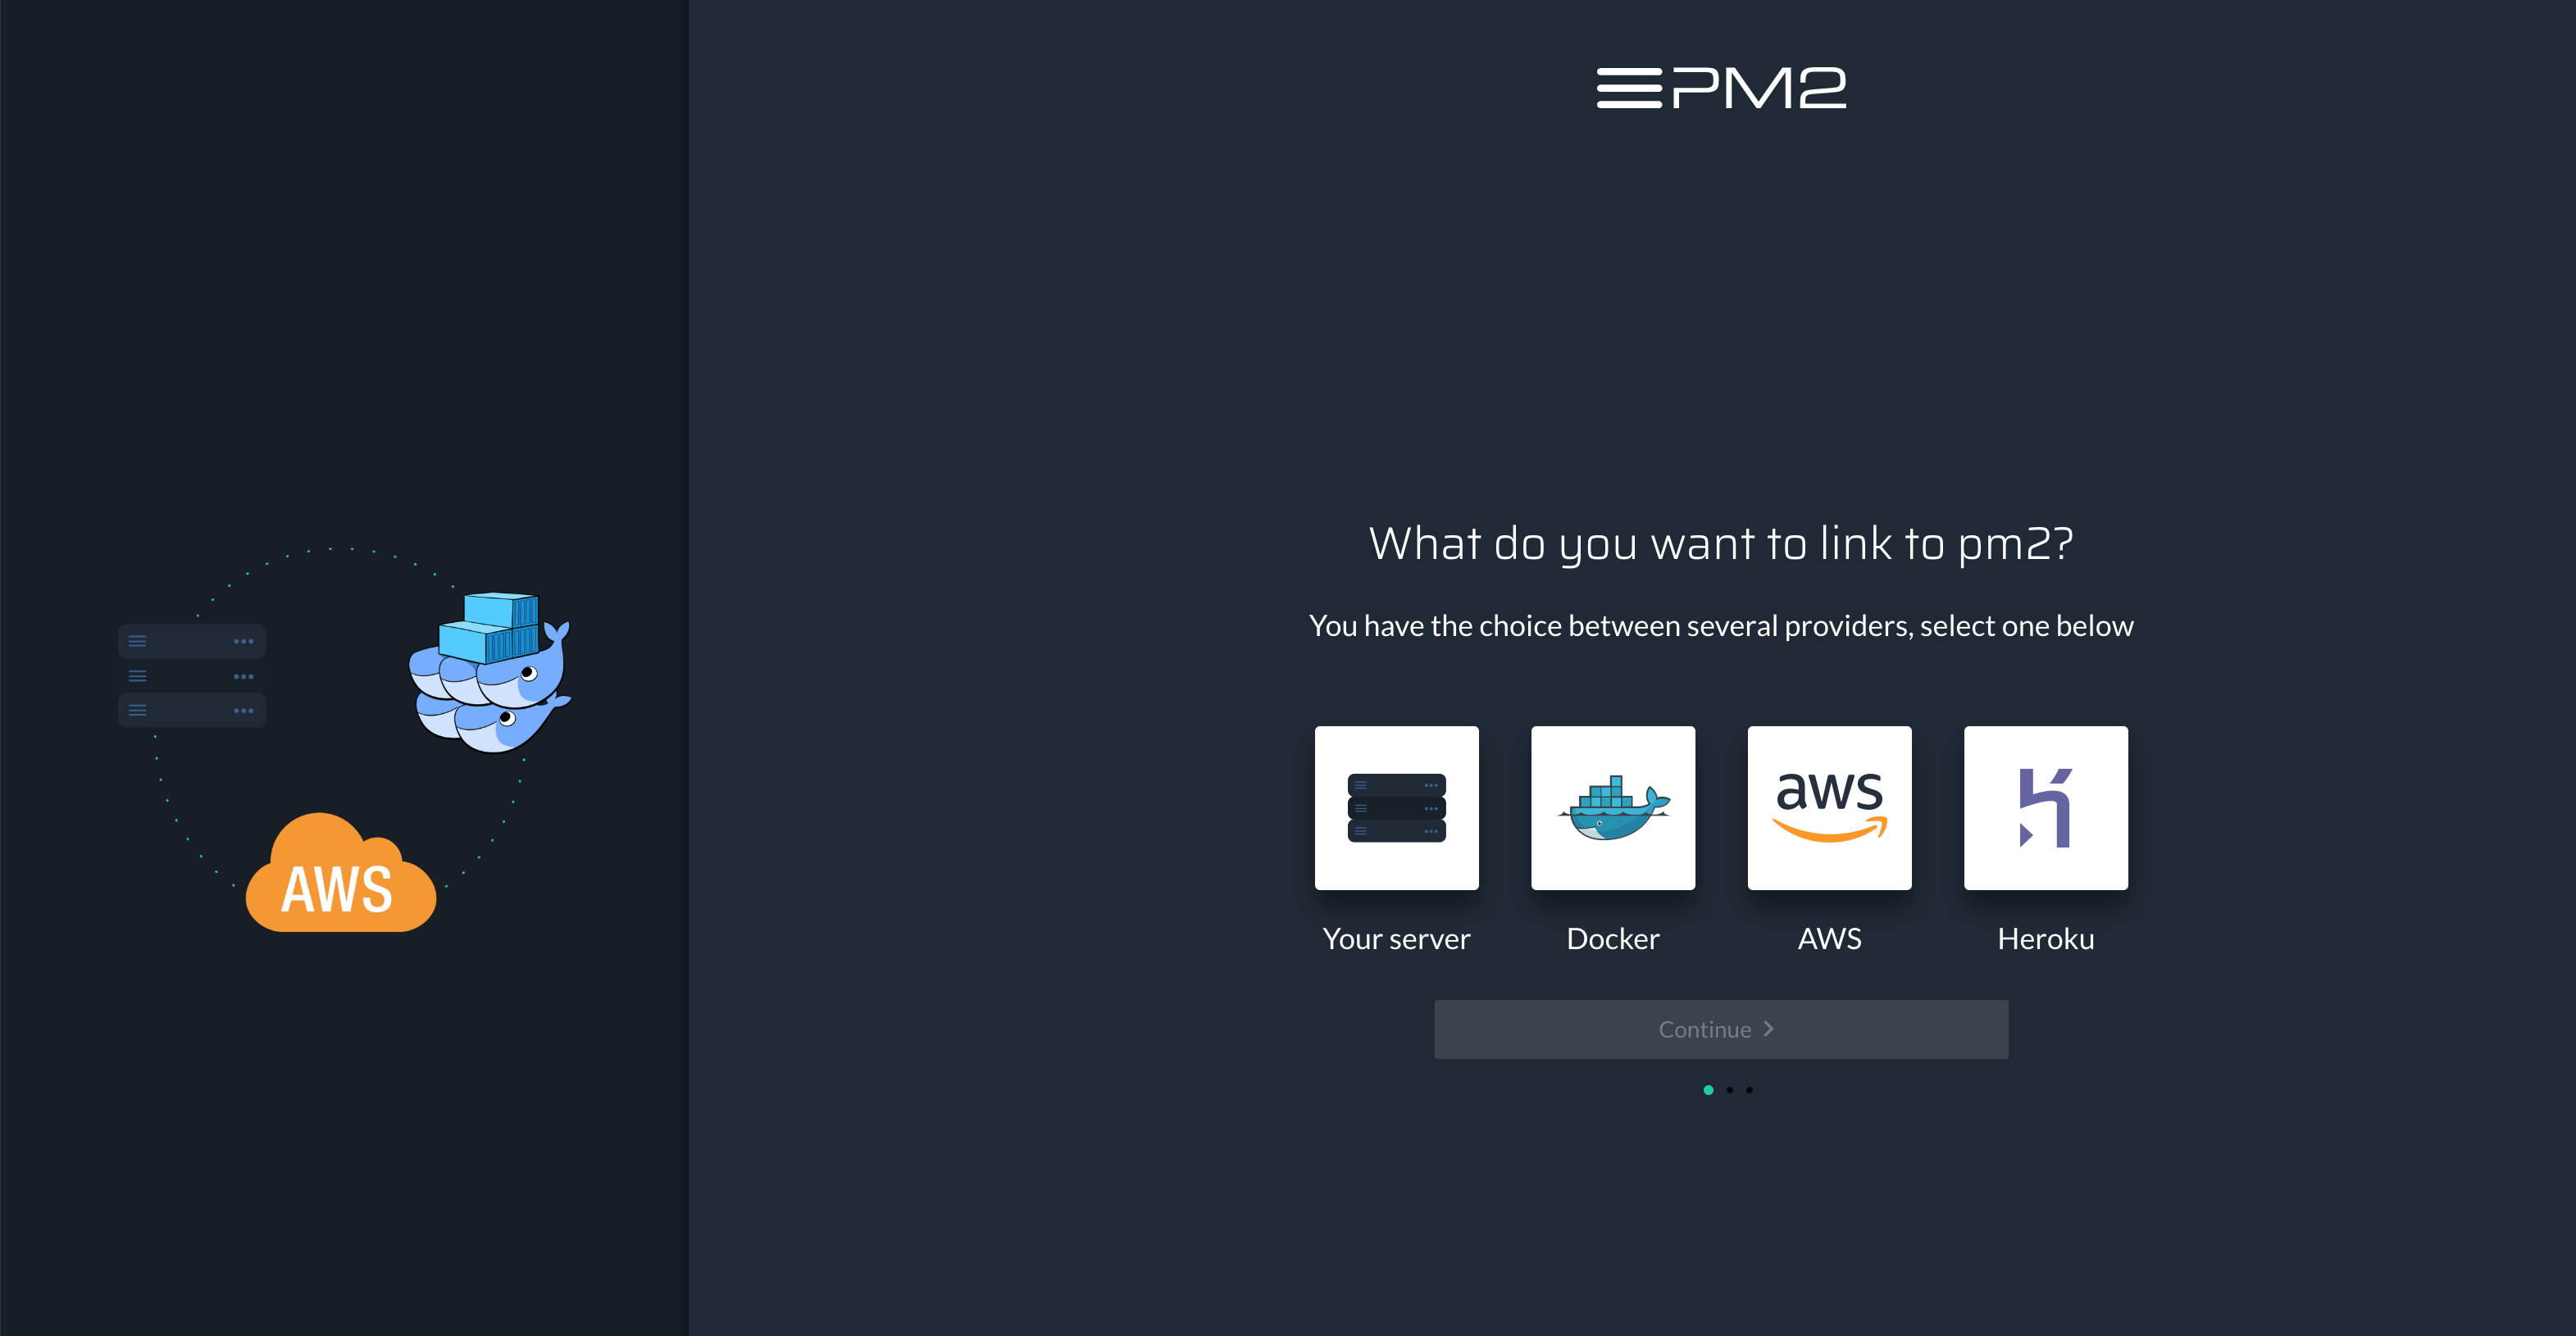 PM2
What do you want to link to pm2?
You have the choice between several providers, select one below
AWS
aws
Your server
Docker
AWS
Heroku
Continue